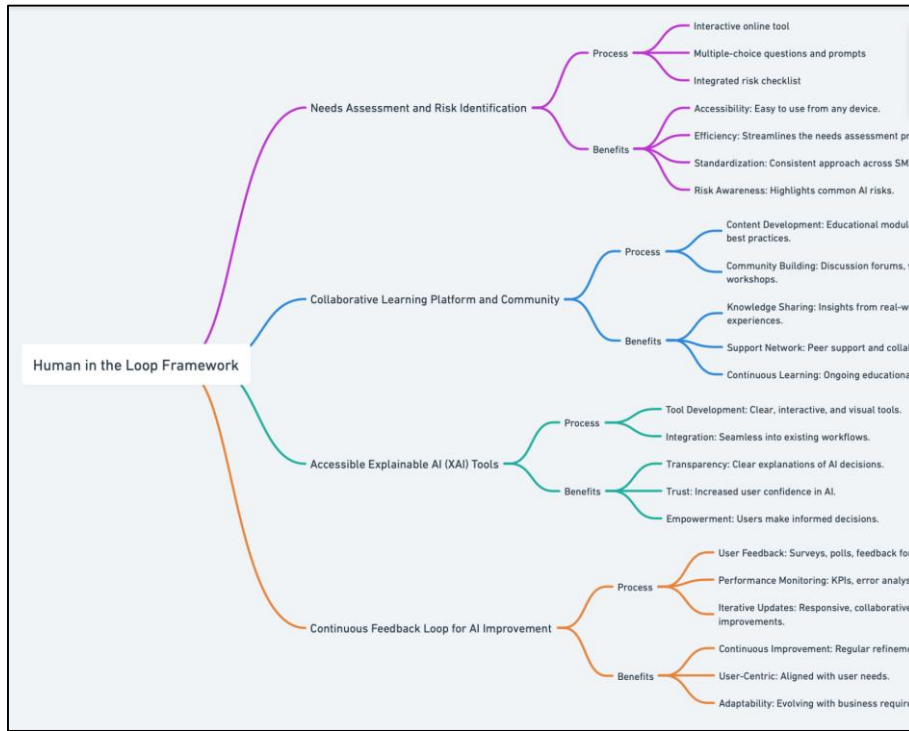 Human in the Loop Framework
Needs Assessment and Risk Identification
Process
Interactive online tool
Multiple-choice questions and prompts
Integrated risk checklist
Benefits
Accessibility: Easy to use from any device.
Efficiency: Streamlines the needs assessment
Standardization: Consistent approach across
Risk Awareness: Highlights common AI risks.
Collaborative Learning Platform and Community
Process
Content Development: Educational
best practices.
Community Building: Discussion forums,
workshops.
Benefits
Knowledge Sharing: Insights from
experiences.
Support Network: Peer support and
Continuous Learning: Ongoing educational
Accessible Explainable AI (XAI) Tools
Process
Tool Development: Clear, interactive, and visual tools.
Integration: Seamless into existing workflows.
Benefits
Transparency: Clear explanations of AI decisions.
Trust: Increased user confidence in AI.
Empowerment: Users make informed decisions.
Continuous Feedback Loop for AI Improvement
Process
User Feedback: Surveys, polls, feedback
Performance Monitoring: KPIs, error
Iterative Updates: Responsive, collaborative
improvements.
Benefits
Continuous Improvement: Regular
User-Centric: Aligned with user needs.
Adaptability: Evolving with business